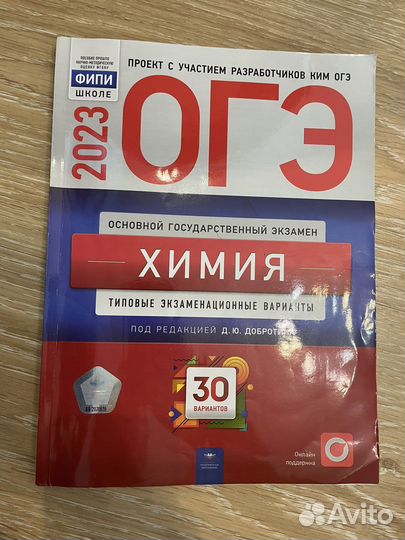 ПОСОБИЕ ПРОШЛО
НАУЧНО-МЕТОДИЧЕСКУЮ
ОЦЕНКУ ФГБНУ
ФИПИ
ШКОЛЕ
2023
ПРОЕКТ С УЧАСТИЕМ РАЗРАБОТЧИКОВ КИМ ОГЭ
ОГЭ
ОСНОВНОЙ ГОСУДАРСТВЕННЫЙ ЭКЗАМЕН
ХИМИЯ
ТИПОВЫЕ ЭКЗАМЕНАЦИОННЫЕ ВАРИАНТЫ
ПОД РЕДАКЦИЕЙ Д.Ю. ДОБРОТИНА
30
ВАРИАНТОВ
Онлайн
поддержка
Avito